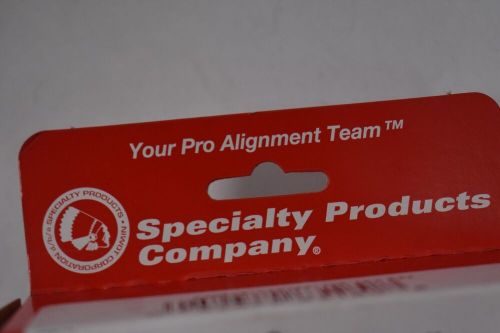 Your Pro Alignment Team™
Specialty Products
Company®
SPECIALTY PRODUCTS • NIWOT CORPORATION d/b/a